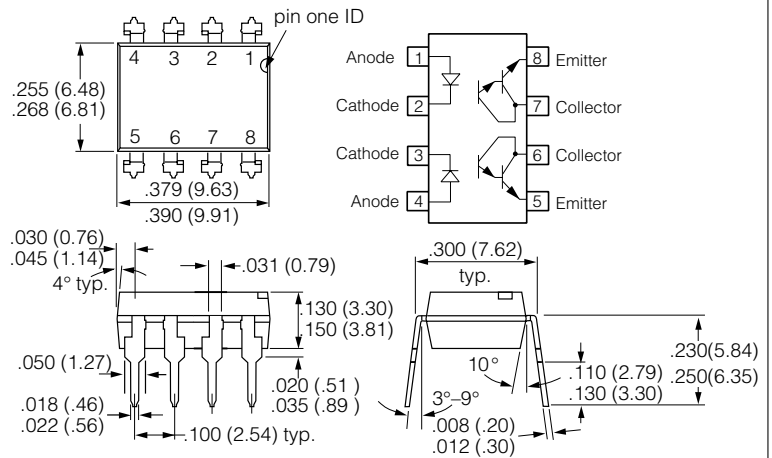 pin one ID
4 3 2 1
.255 (6.48)
.268 (6.81)
5 6 7 8
.379 (9.63)
.390 (9.91)
Anode 1
8 Emitter
Cathode 2
7 Collector
Cathode 3
6 Collector
Anode 4
5 Emitter
.030 (0.76)
.045 (1.14)
4° typ.
.031 (0.79)
.130 (3.30)
.150 (3.81)
.050 (1.27)
.020 (.51 )
.035 (.89 )
.018 (.46)
.022 (.56)
.100 (2.54) typ.
.300 (7.62)
typ.
.230(5.84)
.250(6.35)
10°
.110 (2.79)
.130 (3.30)
3°–9°
.008 (.20)
.012 (.30)